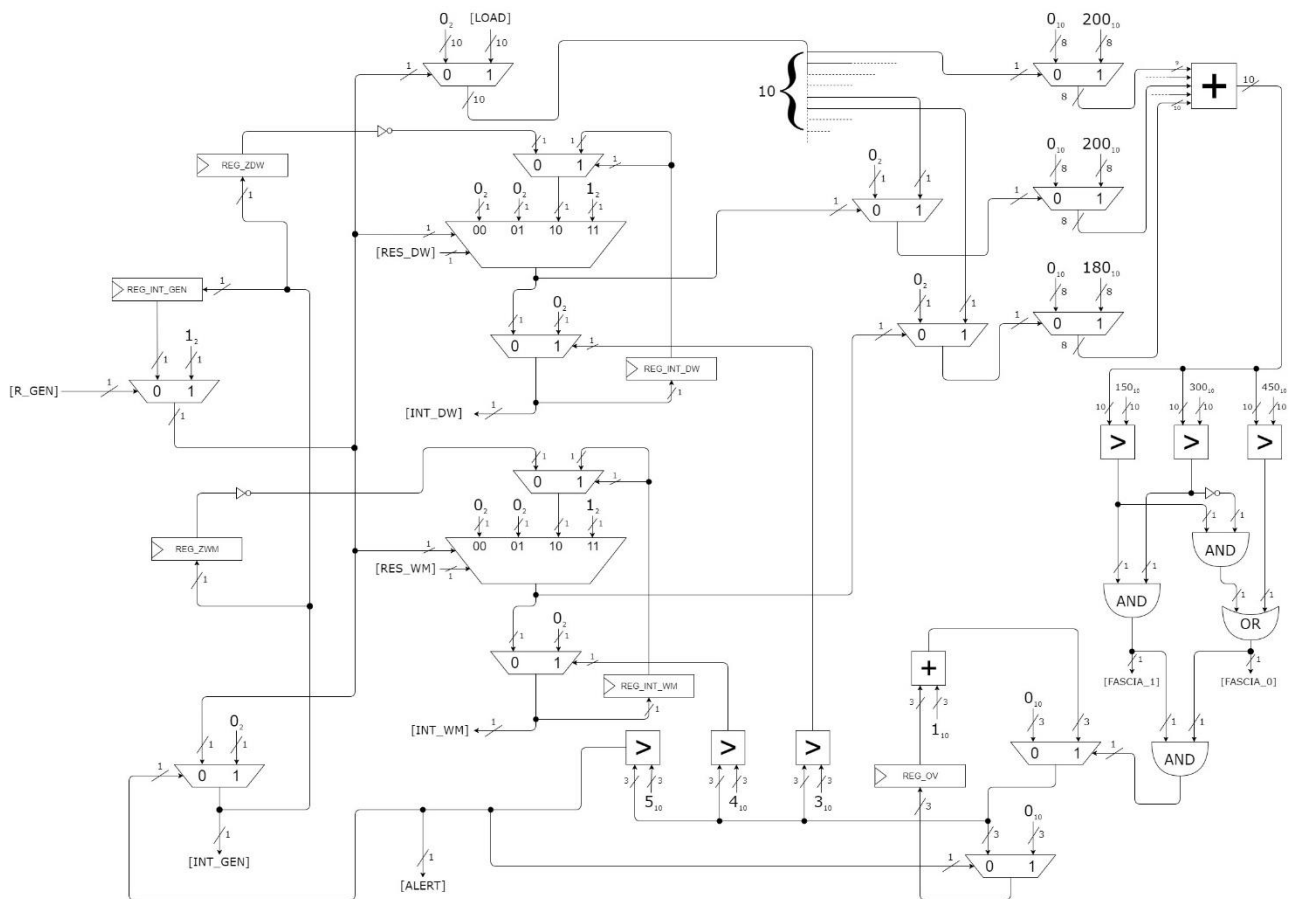 0₂ [LOAD] 0₁₀ 200₁₀
10 10 8 8
1 0 1 10 1 0 1 9 + 10
10 8 10
REG_ZDW 1 1 0₂ 0₁₀ 200₁₀
0 1 1 1 1 8 8
1 0₂ 0₂ 1₂ 1 0 1 1 0 1
1 1 1 1 8
1 00 01 10 11
[RES_DW] 1
REG_INT_GEN 1 0₁₀ 180₁₀
0₂ 0₂ 8 8
1₂ 1 1 1 1 1 0 1
1 1 0 1 1 1 0 1 8
REG_INT_DW
[R_GEN] 1 0 1 150₁₀ 300₁₀ 450₁₀
1 [INT_DW] 1 1 10 10 10 10 10 10
> > >
1 1
0 1 1
REG_ZWM 0₂ 0₂ 1₂ 1 1
1 1 1 1 AND
1 00 01 10 11
[RES_WM] 1 1 1
1 AND 1 1
OR
0₂
1 1 1 1
0 1 1 + [FASCIA_1] [FASCIA_0]
REG_INT_WM 3 3 0₁₀ 1 1
1 1₁₀ 3 3
0₂ [INT_WM] 1 > > > 0 1 1 AND
1 1 REG_OV
1 0 1 3 3 3 3 3 3
5₁₀ 4₁₀ 3₁₀ 3 0₁₀
3 3
1 1 1 0 1
[INT_GEN] [ALERT]